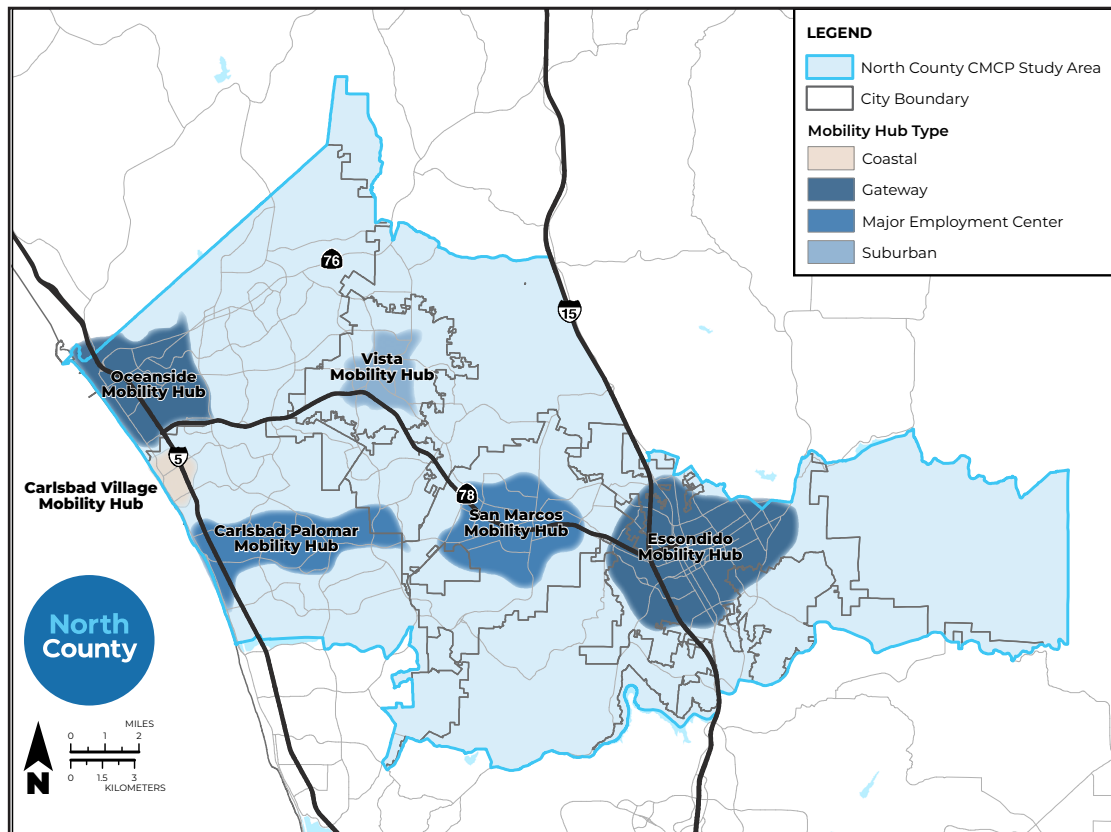 LEGEND
North County CMCP Study Area
City Boundary
Mobility Hub Type
Coastal
Gateway
Major Employment Center
Suburban
76
15
Vista
Mobility Hub
Oceanside
Mobility Hub
5
Carlsbad Village
Mobility Hub
78
San Marcos
Mobility Hub
Carlsbad Palomar
Mobility Hub
Escondido
Mobility Hub
North
County
MILES
0 1 2
0 1.5 3
KILOMETERS
N